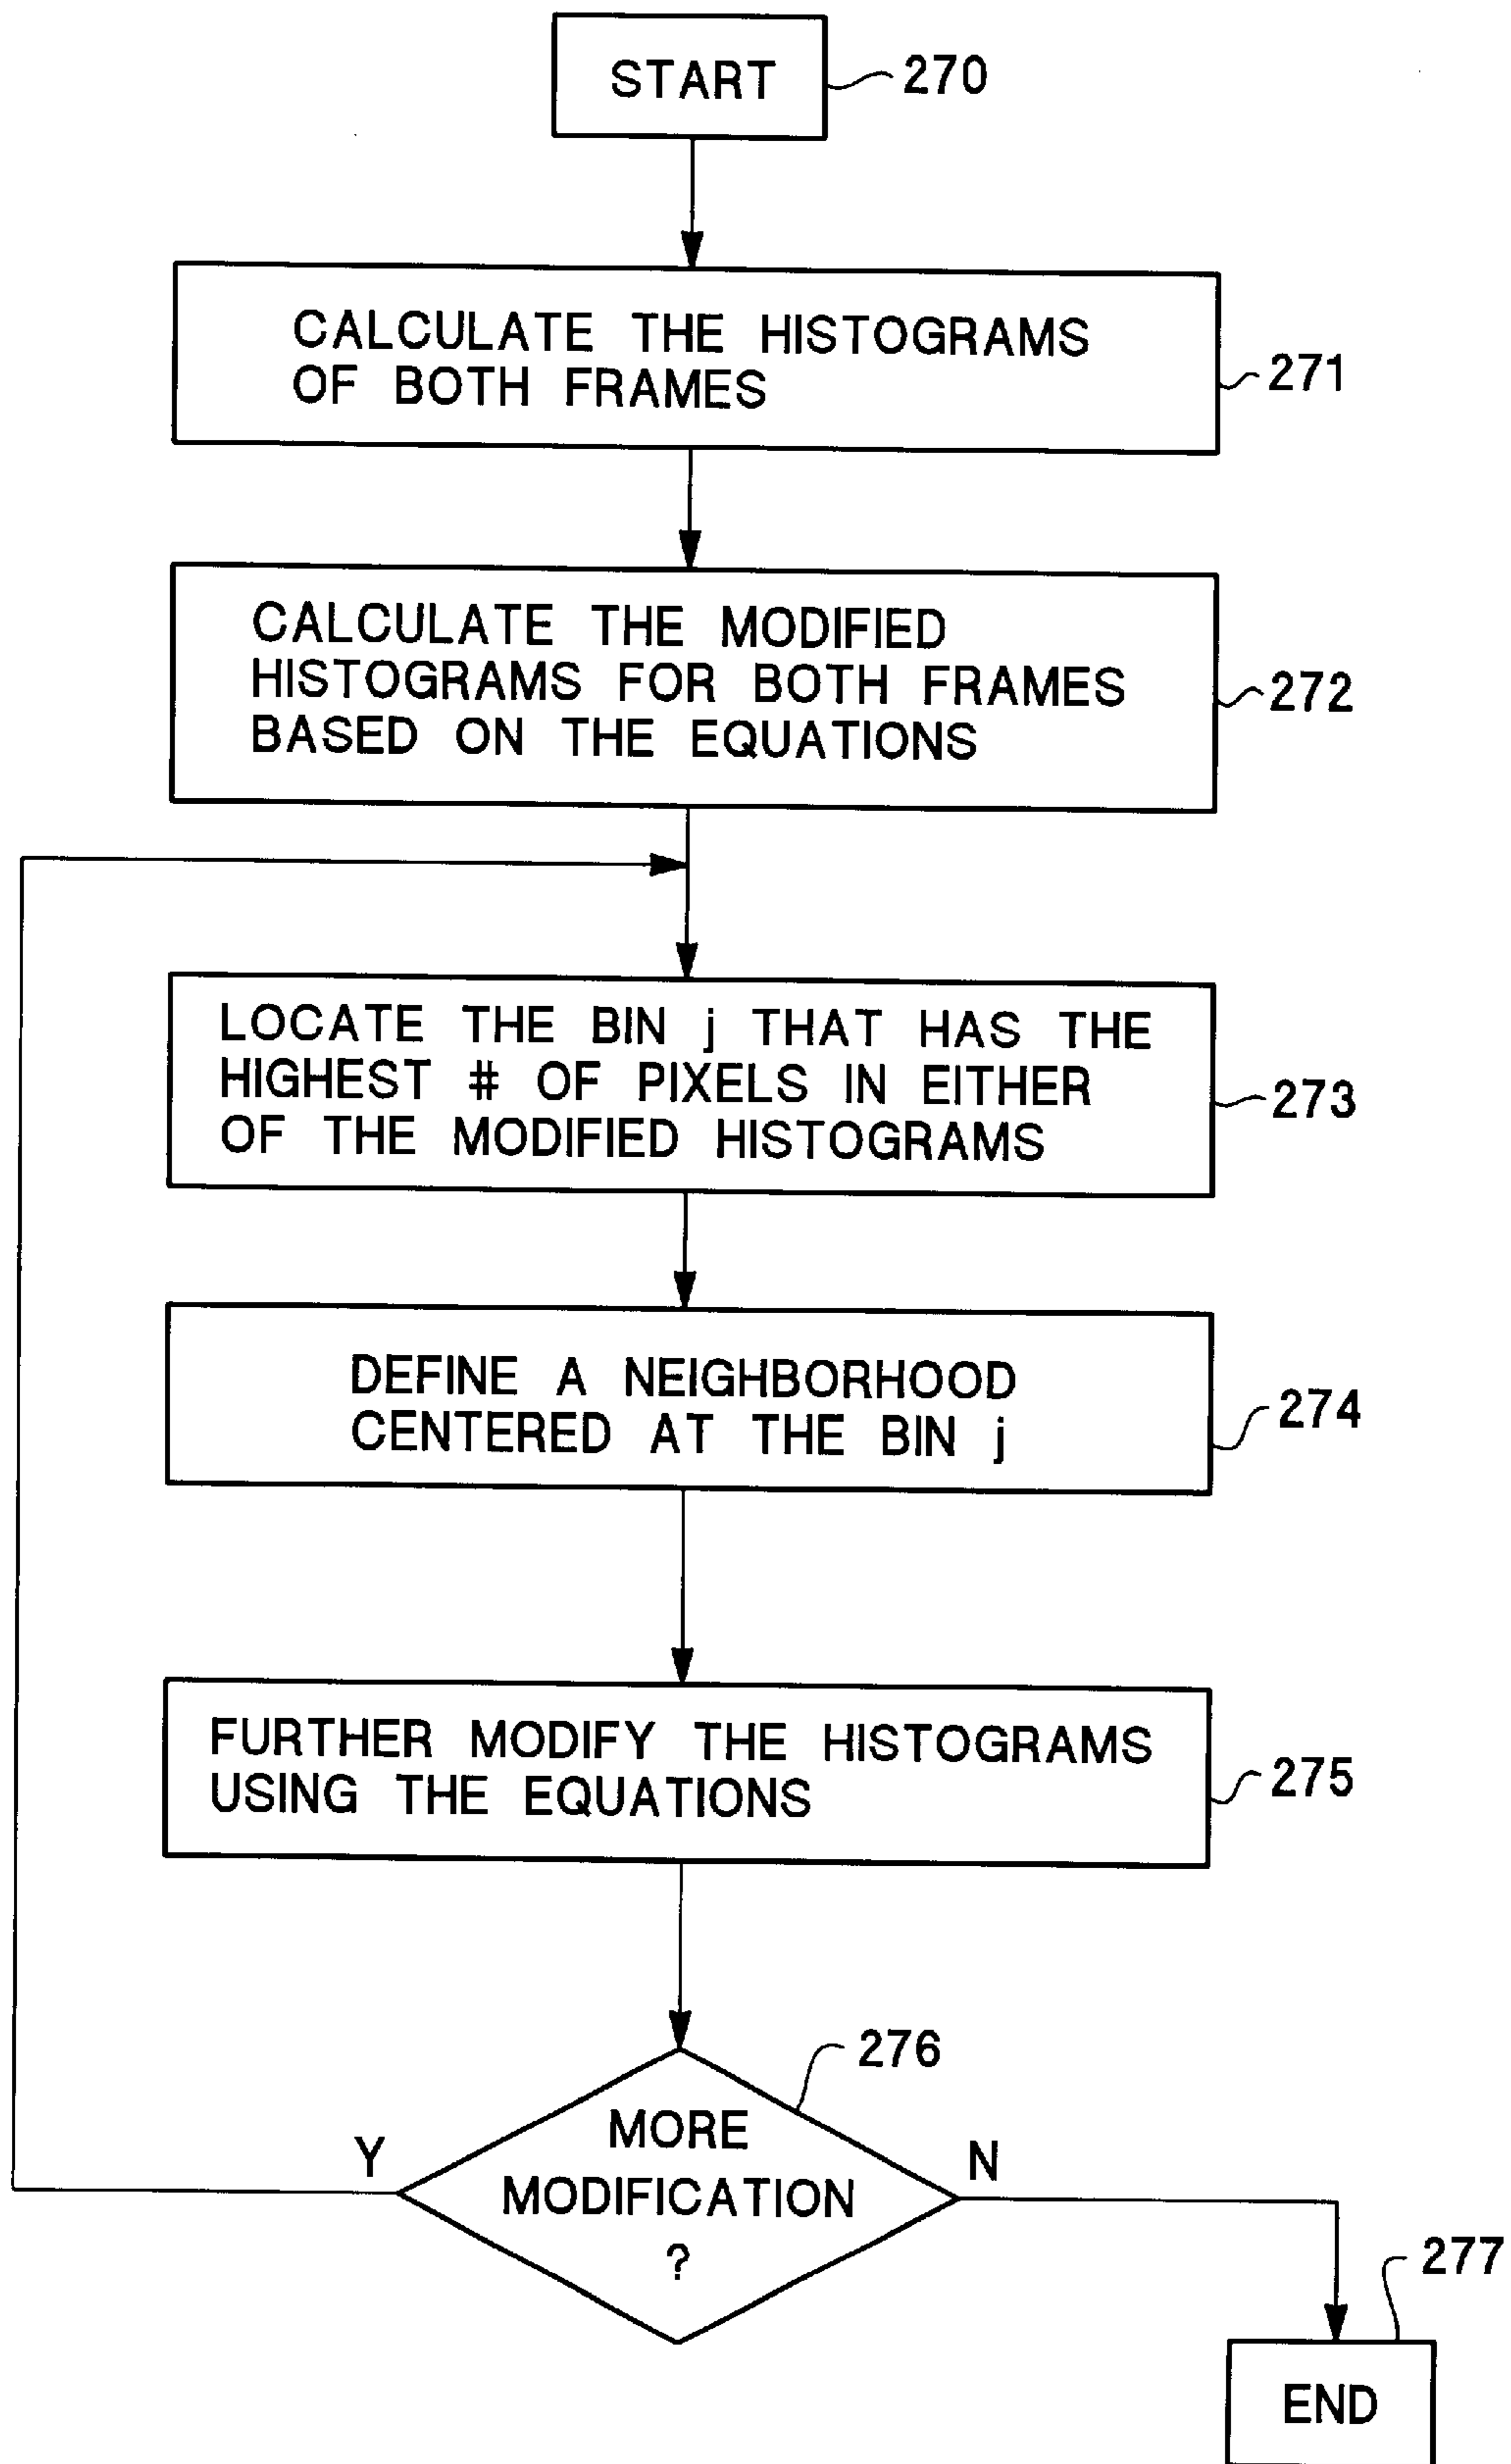 START
270
CALCULATE THE HISTOGRAMS
OF BOTH FRAMES
271
CALCULATE THE MODIFIED
HISTOGRAMS FOR BOTH FRAMES
BASED ON THE EQUATIONS
272
LOCATE THE BIN j THAT HAS THE
HIGHEST # OF PIXELS IN EITHER
OF THE MODIFIED HISTOGRAMS
273
DEFINE A NEIGHBORHOOD
CENTERED AT THE BIN j
274
FURTHER MODIFY THE HISTOGRAMS
USING THE EQUATIONS
275
276
MORE
MODIFICATION
?
Y
N
277
END